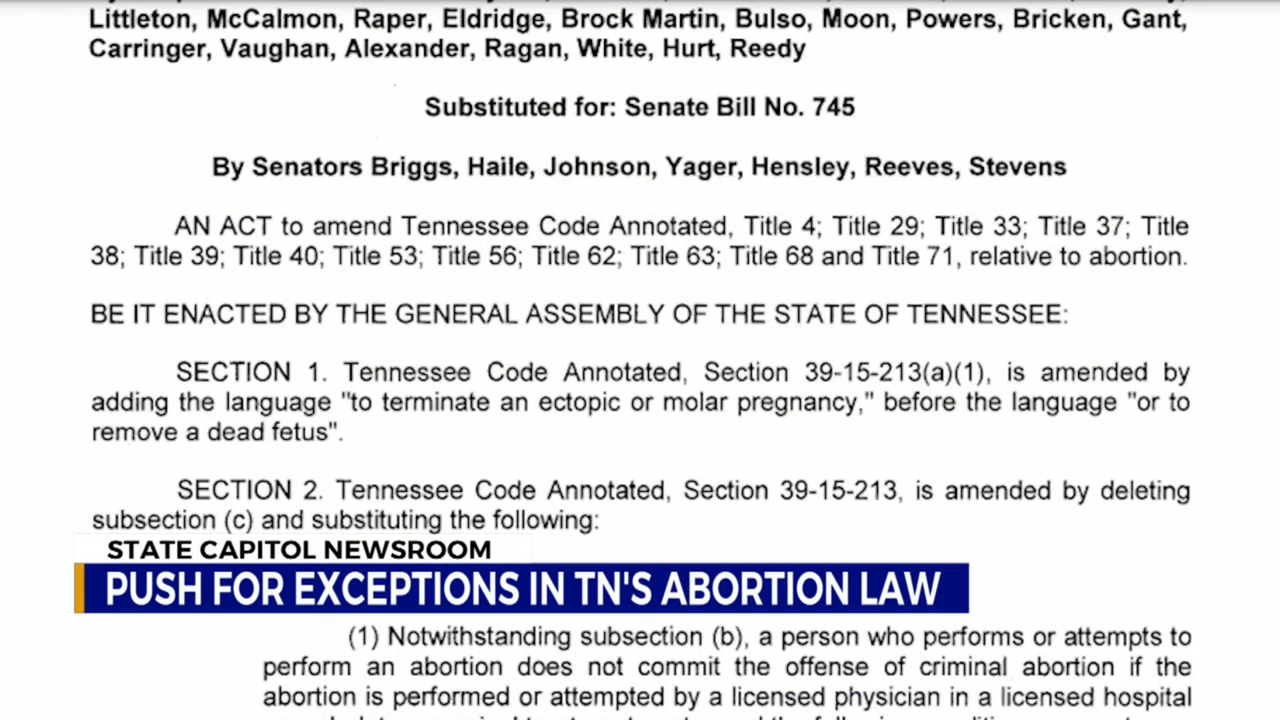 Littleton, McCalmon, Raper, Eldridge, Brock Martin, Bulso, Moon, Powers, Bricken, Gant,
Carringer, Vaughan, Alexander, Ragan, White, Hurt, Reedy
Substituted for: Senate Bill No. 745
By Senators Briggs, Haile, Johnson, Yager, Hensley, Reeves, Stevens
AN ACT to amend Tennessee Code Annotated, Title 4; Title 29; Title 33; Title 37; Title
38; Title 39; Title 40; Title 53; Title 56; Title 62; Title 63; Title 68 and Title 71, relative to abortion.
BE IT ENACTED BY THE GENERAL ASSEMBLY OF THE STATE OF TENNESSEE:
SECTION 1. Tennessee Code Annotated, Section 39-15-213(a)(1), is amended by
adding the language "to terminate an ectopic or molar pregnancy," before the language "or to
remove a dead fetus".
SECTION 2. Tennessee Code Annotated, Section 39-15-213, is amended by deleting
subsection (c) and substituting the following:
STATE CAPITOL NEWSROOM
PUSH FOR EXCEPTIONS IN TN'S ABORTION LAW
(1) Notwithstanding subsection (b), a person who performs or attempts to
perform an abortion does not commit the offense of criminal abortion if the
abortion is performed or attempted by a licensed physician in a licensed hospital